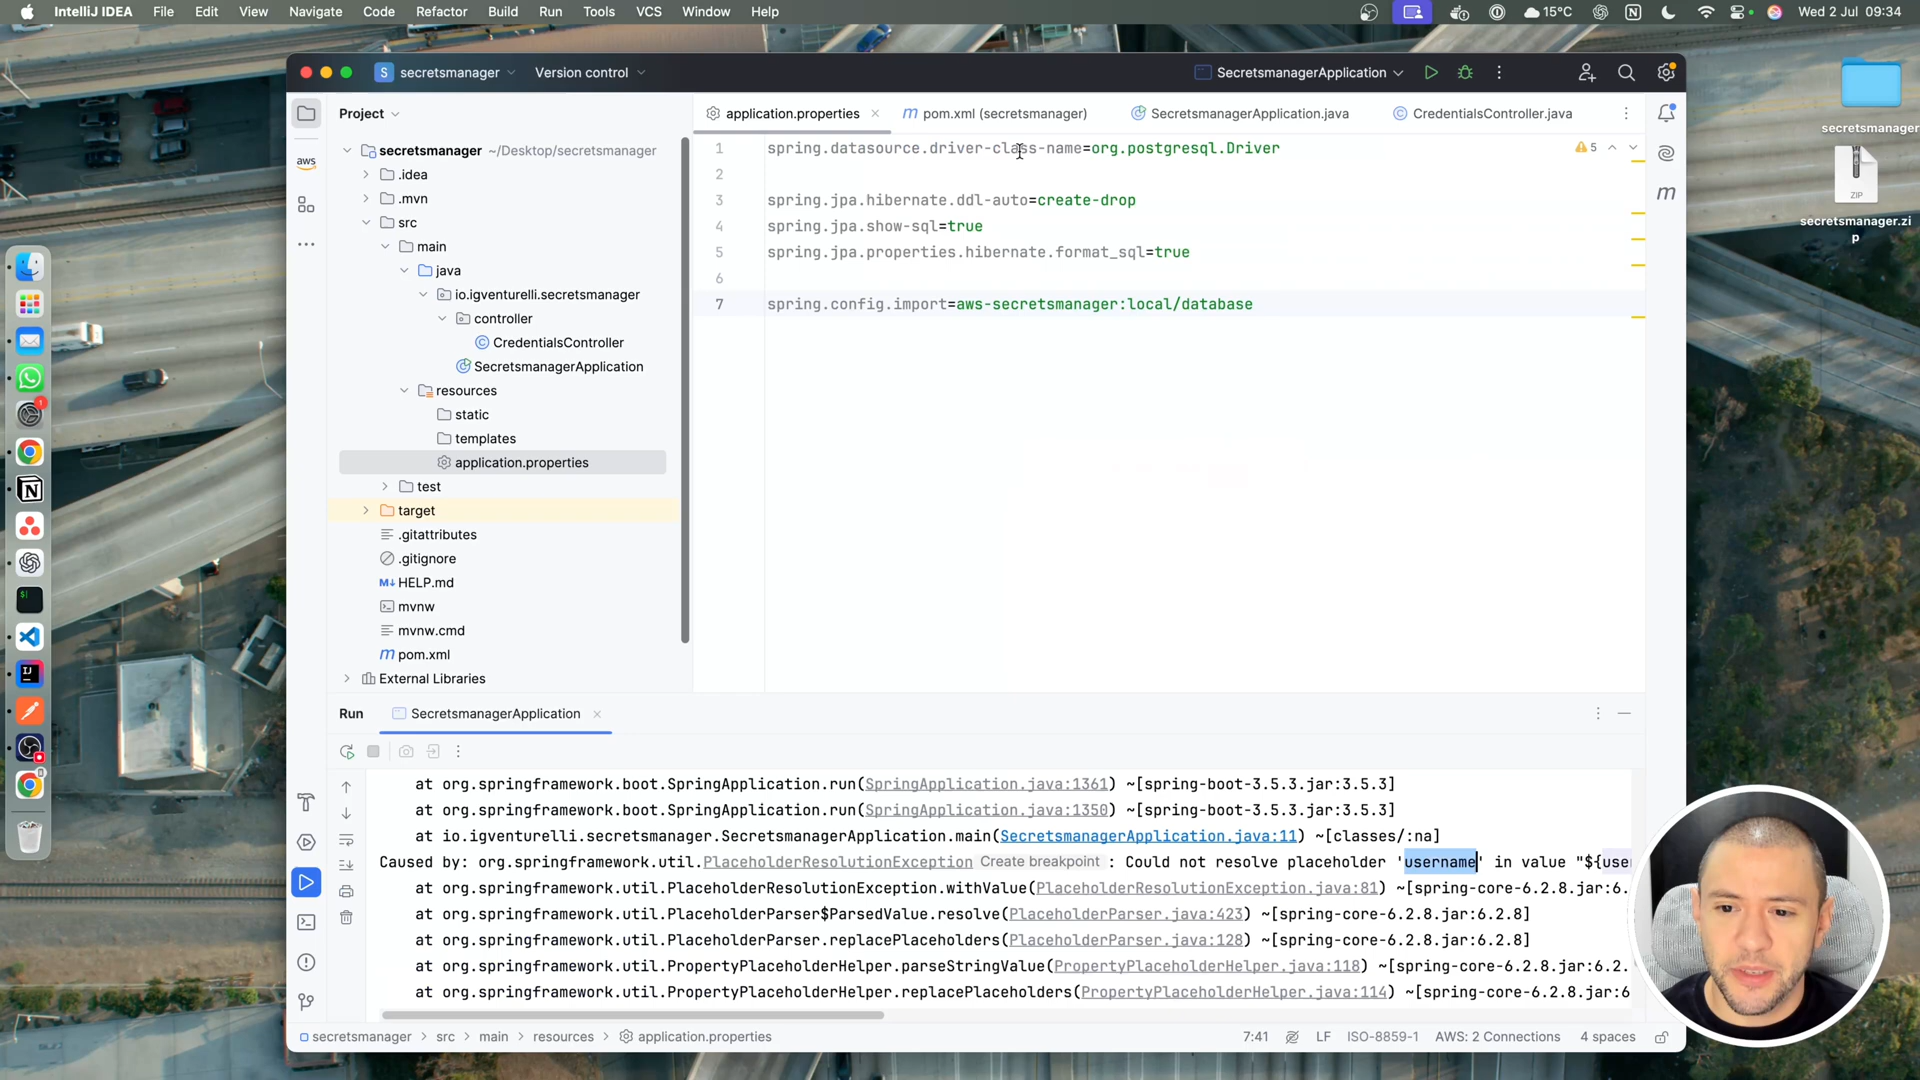 IntelliJ IDEA File Edit View Navigate Code Refactor Build Run Tools VCS Window Help 15°C Wed 2 Jul 09:34
S secretsmanager Version control SecretsmanagerApplication
Project
application.properties pom.xml (secretsmanager) SecretsmanagerApplication.java CredentialsController.java
aws
secretsmanager ~/Desktop/secretsmanager
.idea
.mvn
src
main
java
io.igventurelli.secretsmanager
controller
CredentialsController
SecretsmanagerApplication
resources
static
templates
application.properties
test
target
.gitattributes
.gitignore
HELP.md
mvnw
mvnw.cmd
pom.xml
External Libraries
1 spring.datasource.driver-class-name=org.postgresql.Driver
2
3 spring.jpa.hibernate.ddl-auto=create-drop
4 spring.jpa.show-sql=true
5 spring.jpa.properties.hibernate.format_sql=true
6
7 spring.config.import=aws-secretsmanager:local/database
5
secretsmanager
ZIP
secretsmanager.zi
p
Run SecretsmanagerApplication
at org.springframework.boot.SpringApplication.run(SpringApplication.java:1361) ~[spring-boot-3.5.3.jar:3.5.3]
at org.springframework.boot.SpringApplication.run(SpringApplication.java:1350) ~[spring-boot-3.5.3.jar:3.5.3]
at io.igventurelli.secretsmanager.SecretsmanagerApplication.main(SecretsmanagerApplication.java:11) ~[classes/:na]
Caused by: org.springframework.util.PlaceholderResolutionException Create breakpoint : Could not resolve placeholder 'username' in value "${use
at org.springframework.util.PlaceholderResolutionException.withValue(PlaceholderResolutionException.java:81) ~[spring-core-6.2.8.jar:6.
at org.springframework.util.PlaceholderParser$ParsedValue.resolve(PlaceholderParser.java:423) ~[spring-core-6.2.8.jar:6.2.8]
at org.springframework.util.PlaceholderParser.replacePlaceholders(PlaceholderParser.java:128) ~[spring-core-6.2.8.jar:6.2.8]
at org.springframework.util.PropertyPlaceholderHelper.parseStringValue(PropertyPlaceholderHelper.java:118) ~[spring-core-6.2.8.jar:6.2.
at org.springframework.util.PropertyPlaceholderHelper.replacePlaceholders(PropertyPlaceholderHelper.java:114) ~[spring-core-6.2.8.jar:6
secretsmanager > src > main > resources > application.properties 7:41 LF ISO-8859-1 AWS: 2 Connections 4 spaces